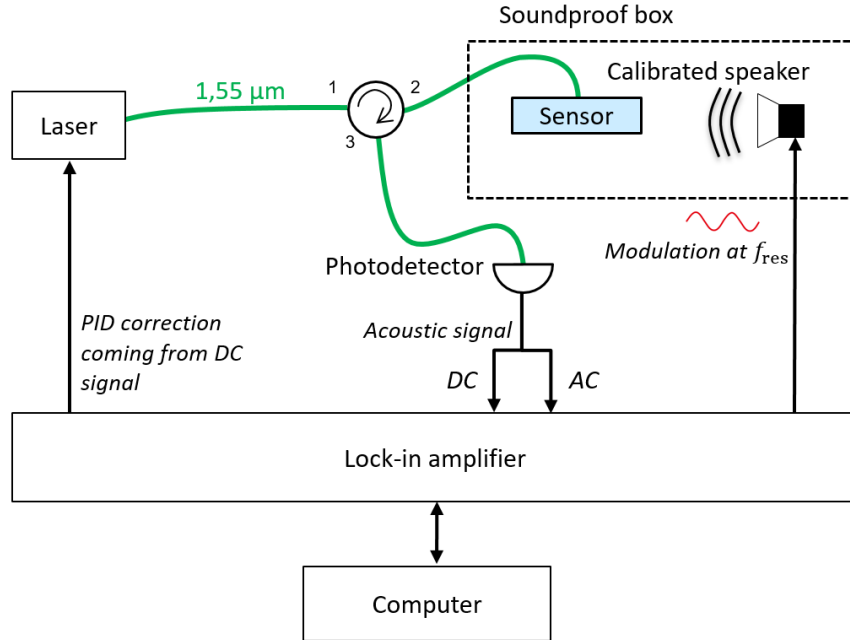 Soundproof box
Calibrated speaker
1,55 µm
1
2
3
Laser
Sensor
Modulation at f_res
Photodetector
Acoustic signal
PID correction
coming from DC
signal
DC
AC
Lock-in amplifier
Computer